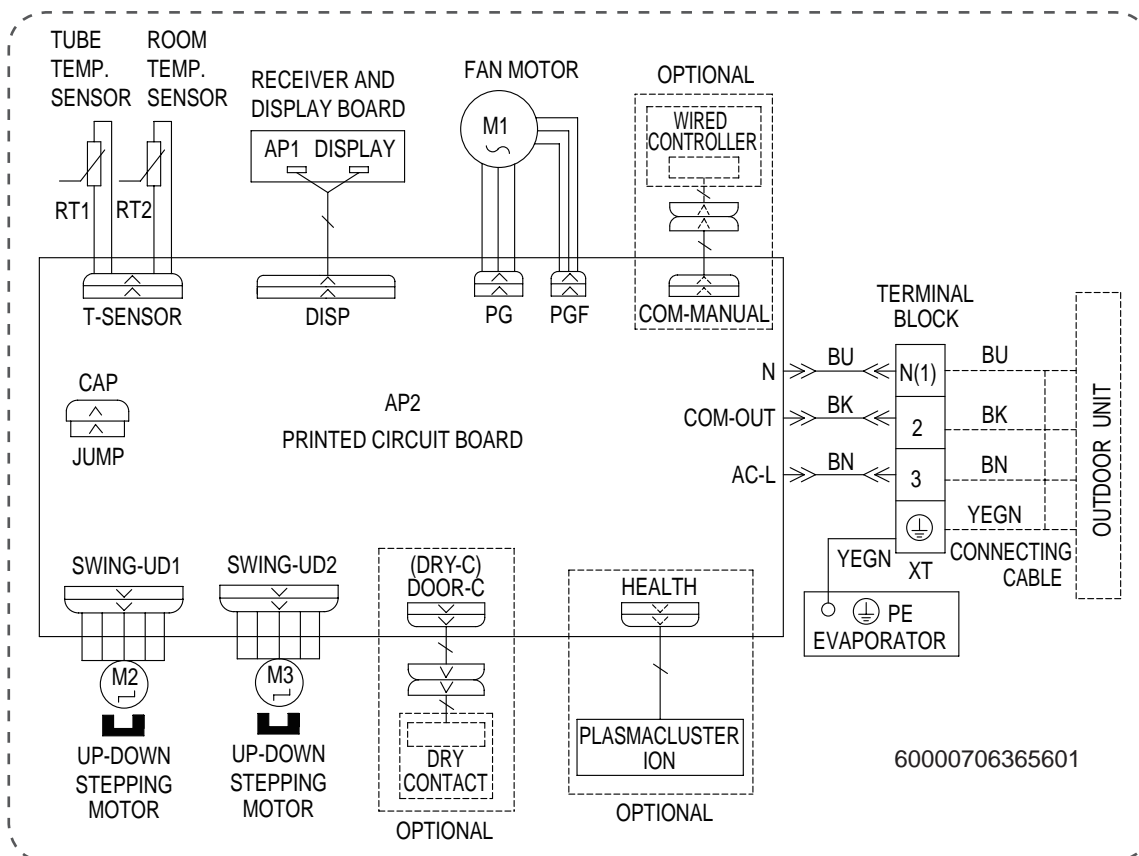 TUBE
TEMP.
SENSOR
ROOM
TEMP.
SENSOR
RT1
RT2
RECEIVER AND
DISPLAY BOARD
AP1 DISPLAY
FAN MOTOR
M1
OPTIONAL
WIRED
CONTROLLER
T-SENSOR
DISP
PG
PGF
COM-MANUAL
TERMINAL
BLOCK
CAP
JUMP
AP2
PRINTED CIRCUIT BOARD
N
BU
N(1)
BU
COM-OUT
BK
2
BK
AC-L
BN
3
BN
YEGN
YEGN
XT
CONNECTING
CABLE
OUTDOOR UNIT
PE
EVAPORATOR
SWING-UD1
M2
UP-DOWN
STEPPING
MOTOR
SWING-UD2
M3
UP-DOWN
STEPPING
MOTOR
(DRY-C)
DOOR-C
DRY
CONTACT
OPTIONAL
HEALTH
PLASMACLUSTER
ION
OPTIONAL
60000706365601